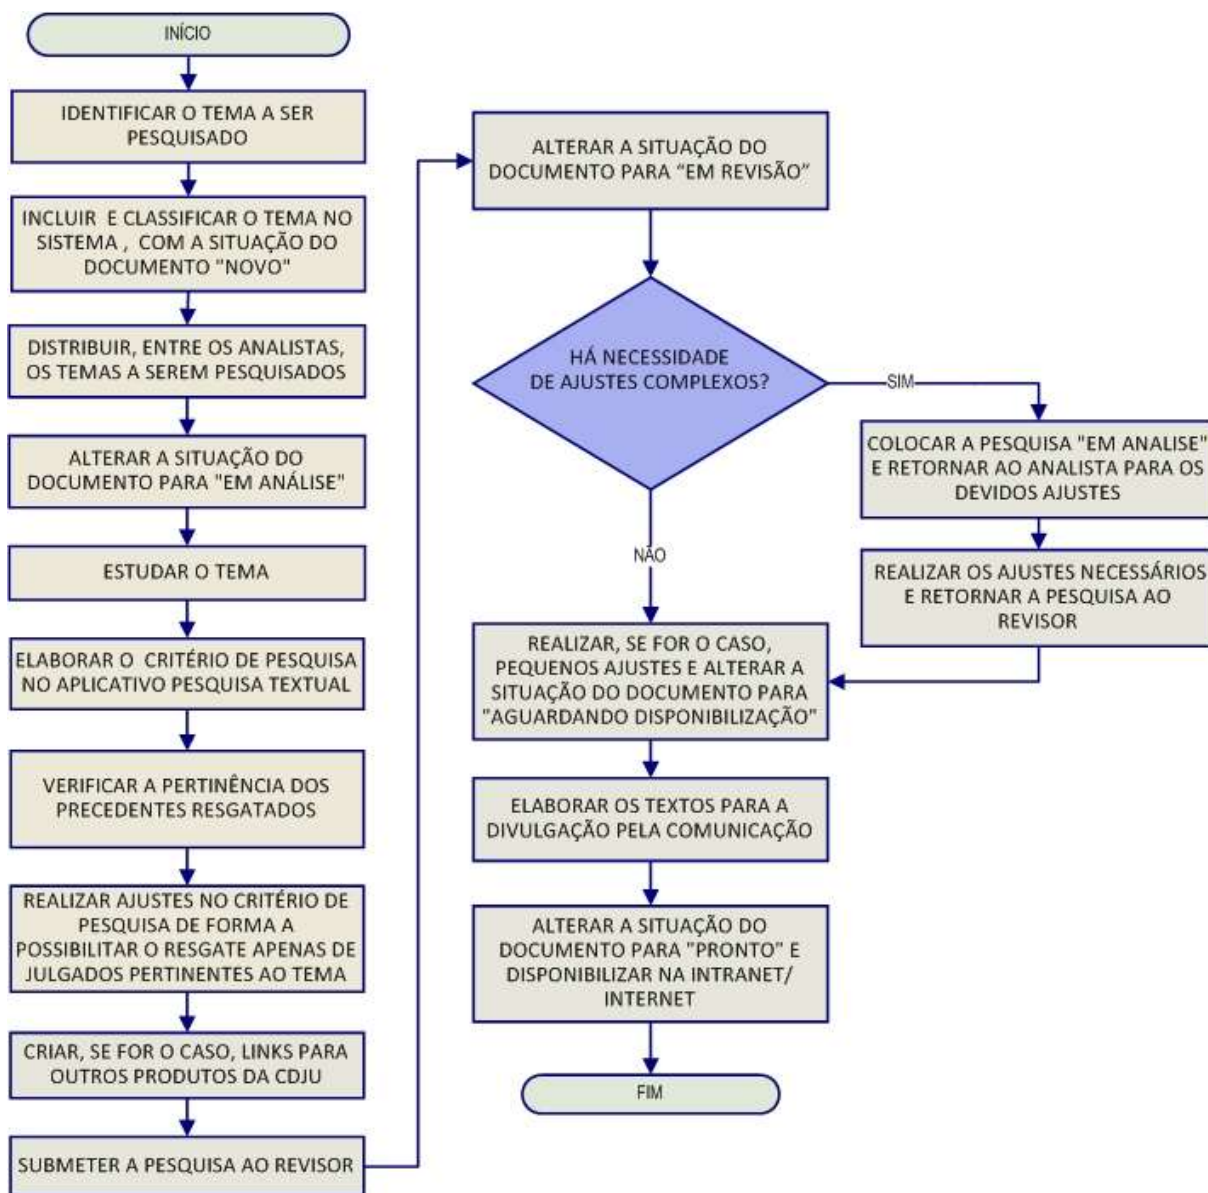 INÍCIO
IDENTIFICAR O TEMA A SER
PESQUISADO
INCLUIR E CLASSIFICAR O TEMA NO
SISTEMA , COM A SITUAÇÃO DO
DOCUMENTO "NOVO"
DISTRIBUIR, ENTRE OS ANALISTAS,
OS TEMAS A SEREM PESQUISADOS
ALTERAR A SITUAÇÃO DO
DOCUMENTO PARA "EM ANÁLISE"
ESTUDAR O TEMA
ELABORAR O CRITÉRIO DE PESQUISA
NO APLICATIVO PESQUISA TEXTUAL
VERIFICAR A PERTINÊNCIA DOS
PRECEDENTES RESGATADOS
REALIZAR AJUSTES NO CRITÉRIO DE
PESQUISA DE FORMA A
POSSIBILITAR O RESGATE APENAS DE
JULGADOS PERTINENTES AO TEMA
CRIAR, SE FOR O CASO, LINKS PARA
OUTROS PRODUTOS DA CDJU
SUBMETER A PESQUISA AO REVISOR
ALTERAR A SITUAÇÃO DO
DOCUMENTO PARA “EM REVISÃO”
HÁ NECESSIDADE
DE AJUSTES COMPLEXOS?
SIM
COLOCAR A PESQUISA "EM ANALISE"
E RETORNAR AO ANALISTA PARA OS
DEVIDOS AJUSTES
REALIZAR OS AJUSTES NECESSÁRIOS
E RETORNAR A PESQUISA AO
REVISOR
NÃO
REALIZAR, SE FOR O CASO,
PEQUENOS AJUSTES E ALTERAR A
SITUAÇÃO DO DOCUMENTO PARA
"AGUARDANDO DISPONIBILIZAÇÃO"
ELABORAR OS TEXTOS PARA A
DIVULGAÇÃO PELA COMUNICAÇÃO
ALTERAR A SITUAÇÃO DO
DOCUMENTO PARA "PRONTO" E
DISPONIBILIZAR NA INTRANET/
INTERNET
FIM